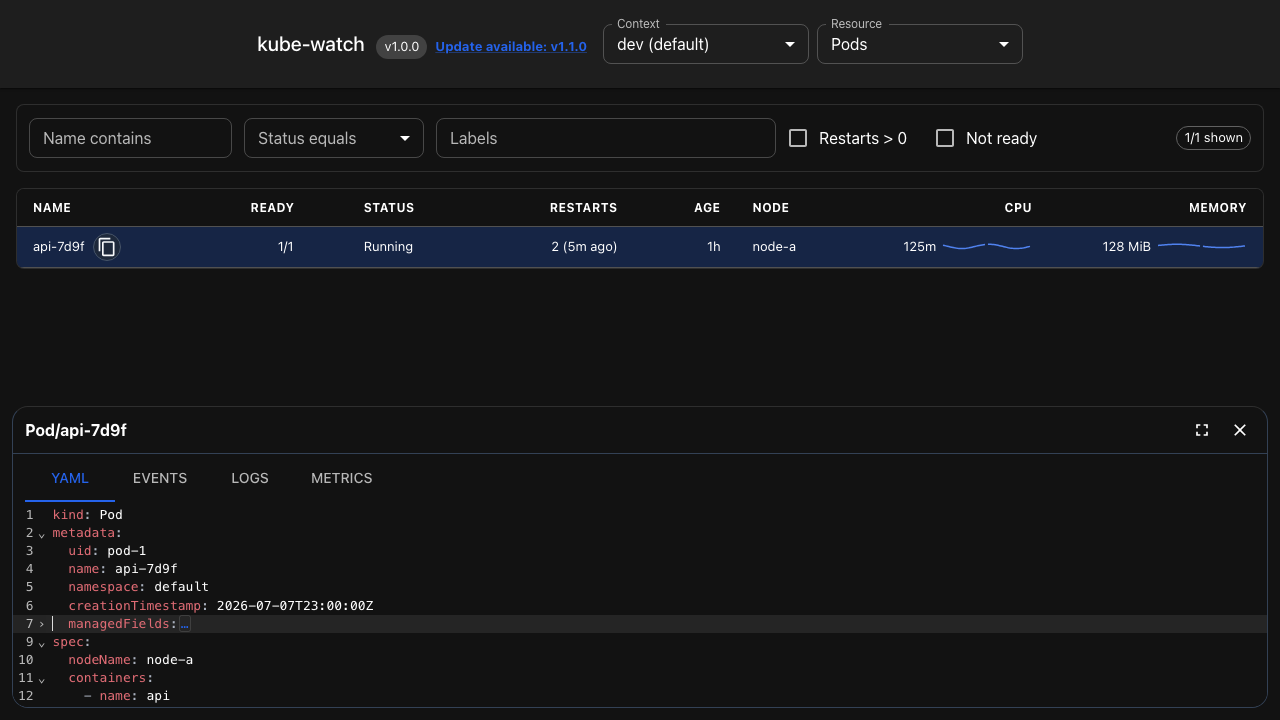 kube-watch v1.0.0 Update available: v1.1.0
Context
dev (default)
Resource
Pods
Name contains
Status equals
Labels
Restarts > 0
Not ready
1/1 shown
NAME READY STATUS RESTARTS AGE NODE CPU MEMORY
api-7d9f 1/1 Running 2 (5m ago) 1h node-a 125m 128 MiB
Pod/api-7d9f
YAML EVENTS LOGS METRICS
1 kind: Pod
2 metadata:
3 uid: pod-1
4 name: api-7d9f
5 namespace: default
6 creationTimestamp: 2026-07-07T23:00:00Z
7 managedFields:…
9 spec:
10 nodeName: node-a
11 containers:
12 - name: api